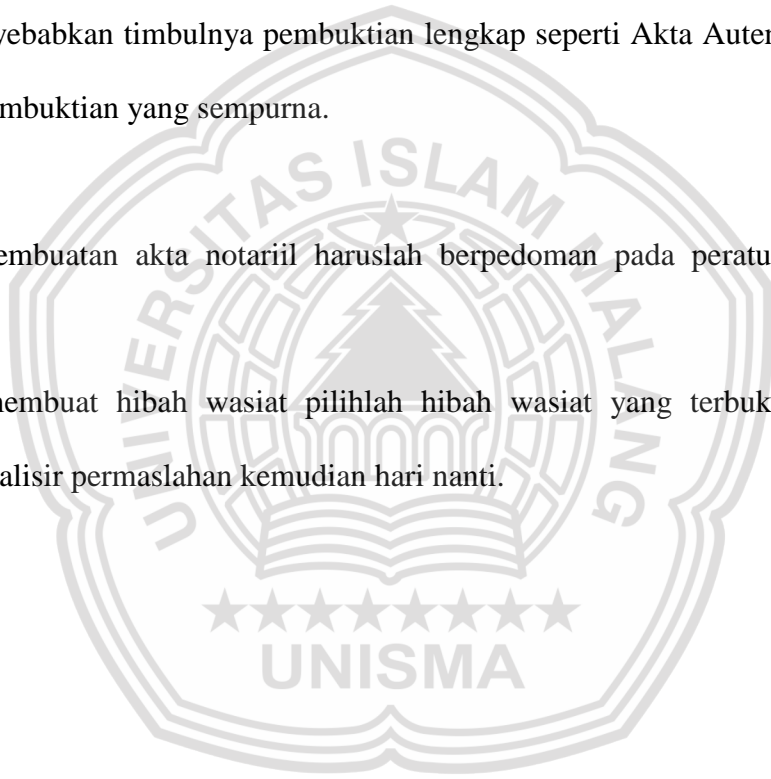 yebabkan timbulnya pembuktian lengkap seperti Akta Auten
mbuktian yang sempurna.
embuatan akta notariil haruslah berpedoman pada peratu
nembuat hibah wasiat pilihlah hibah wasiat yang terbuk
alisir permaslahan kemudian hari nanti.
UNIVERSITAS ISLAM MALANG
UNISMA